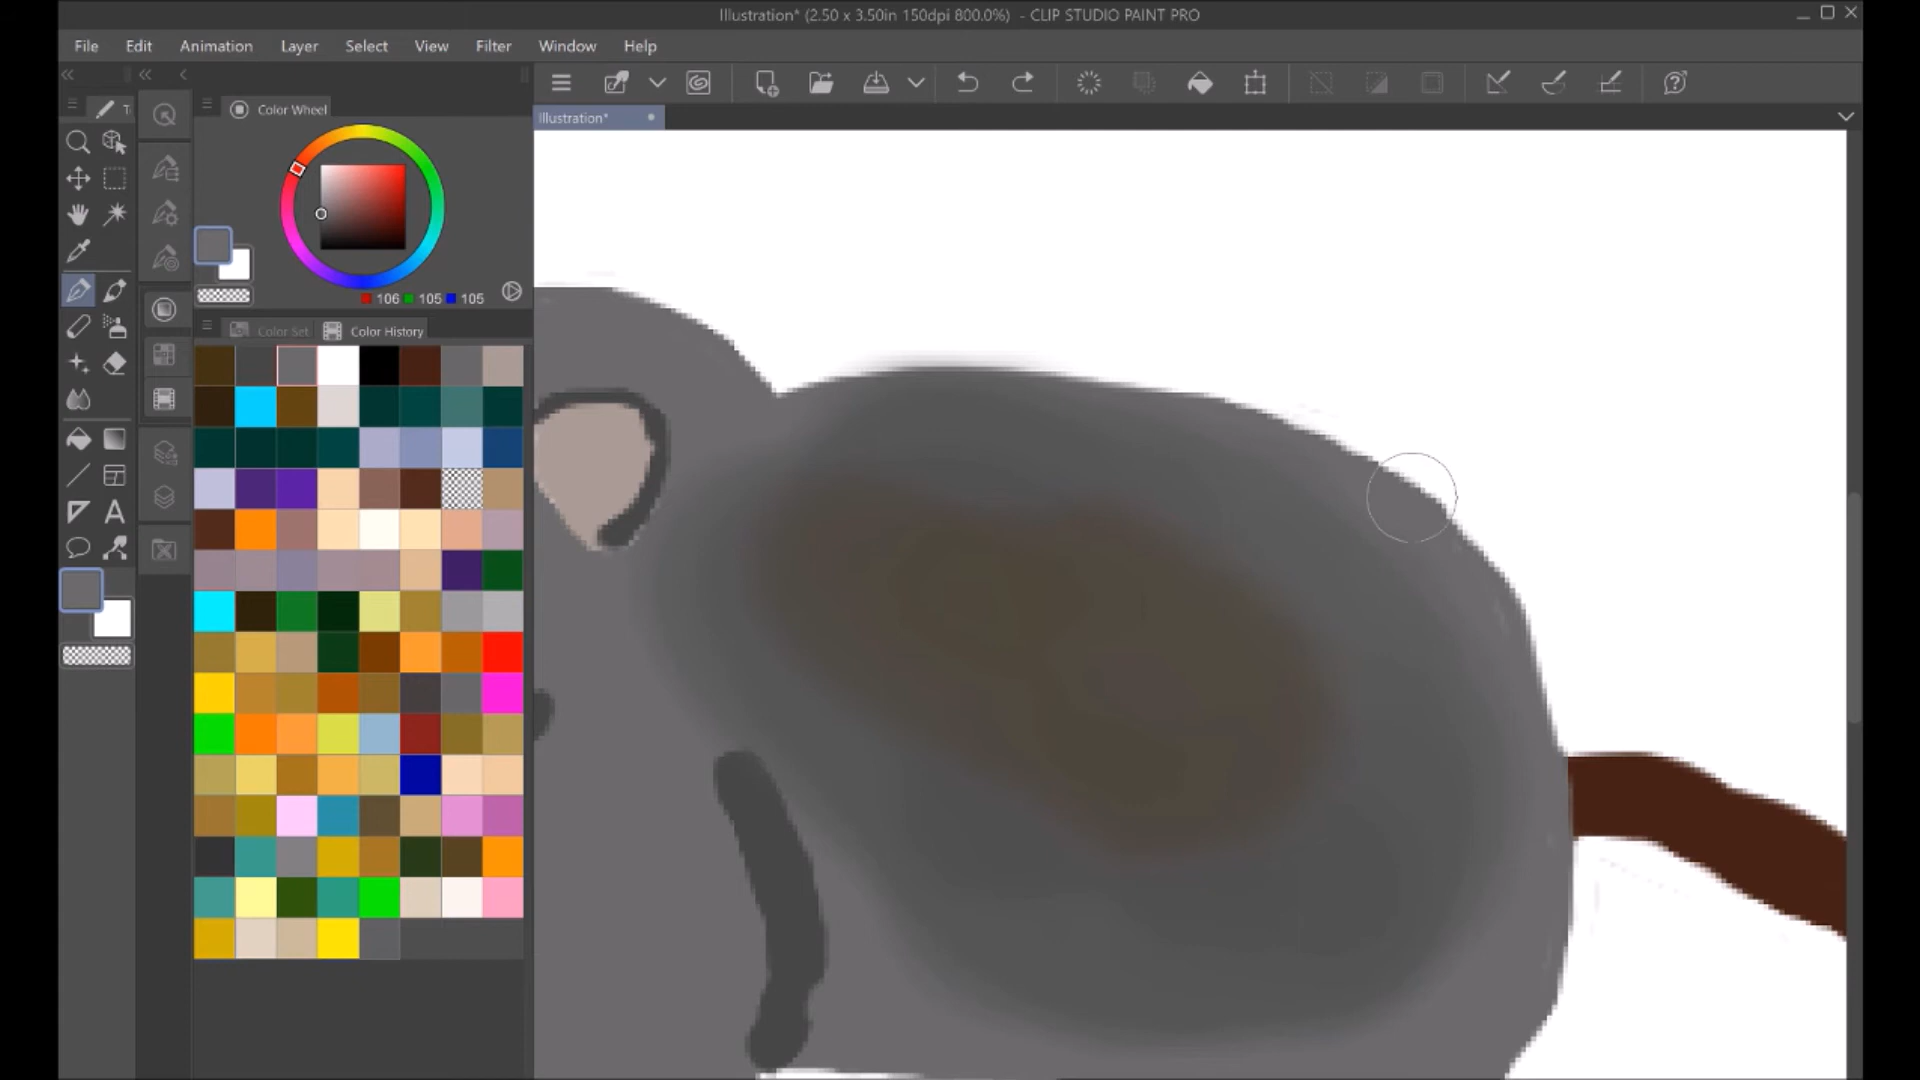 Illustration* (2.50 x 3.50in 150dpi 800.0%) - CLIP STUDIO PAINT PRO
File Edit Animation Layer Select View Filter Window Help
T
Color Wheel
Illustration*
106 105 105
Color Set Color History
A